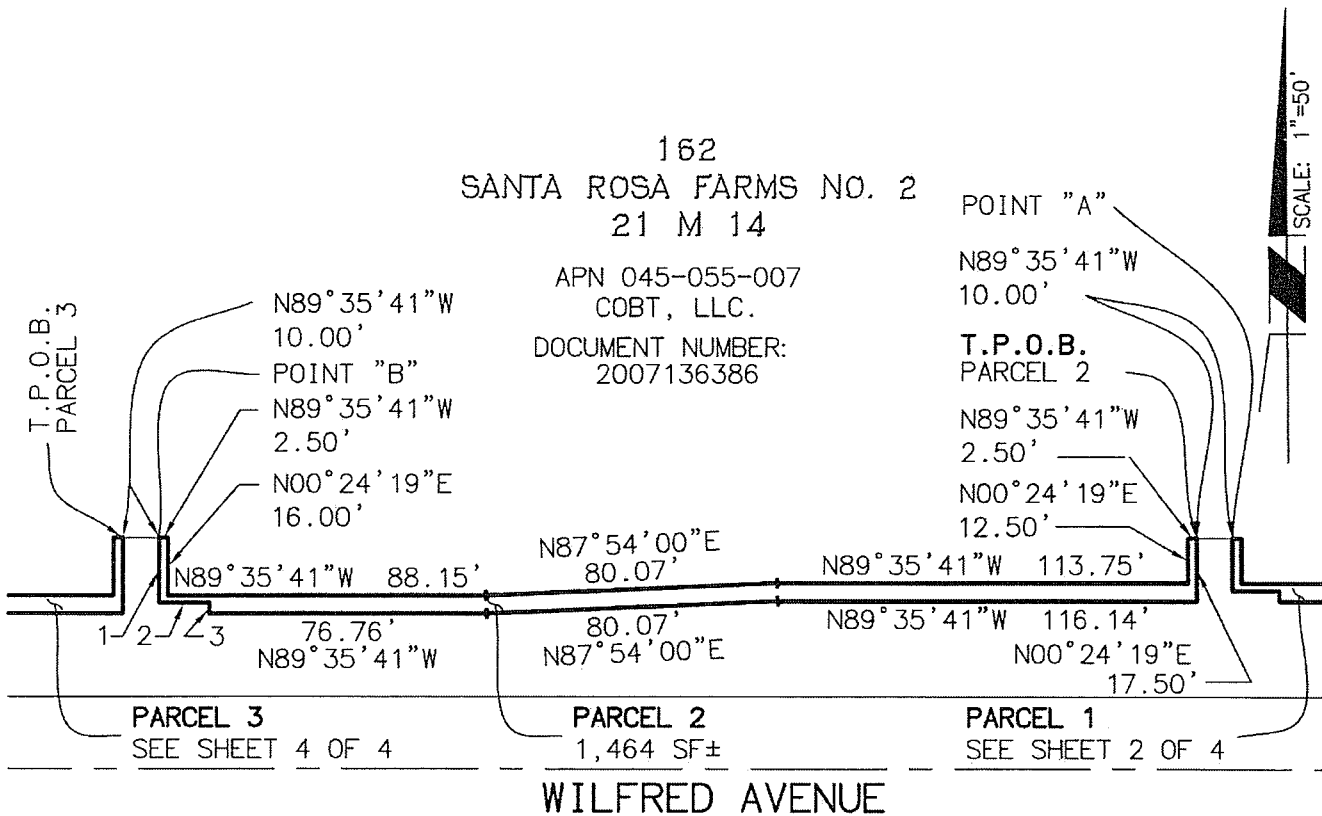 162
SANTA ROSA FARMS NO. 2
21 M 14
APN 045-055-007
COBT, LLC.
DOCUMENT NUMBER:
2007136386
SCALE: 1"=50'
POINT "A"
N89°35'41"W
10.00'
T.P.O.B.
PARCEL 2
N89°35'41"W
2.50'
N00°24'19"E
12.50'
T.P.O.B.
PARCEL 3
N89°35'41"W
10.00'
POINT "B"
N89°35'41"W
2.50'
N00°24'19"E
16.00'
N89°35'41"W 88.15'
N87°54'00"E
80.07'
N89°35'41"W 113.75'
1 2 3
76.76'
N89°35'41"W
80.07'
N87°54'00"E
N89°35'41"W 116.14'
N00°24'19"E
17.50'
PARCEL 3
SEE SHEET 4 OF 4
PARCEL 2
1,464 SF±
PARCEL 1
SEE SHEET 2 OF 4
WILFRED AVENUE